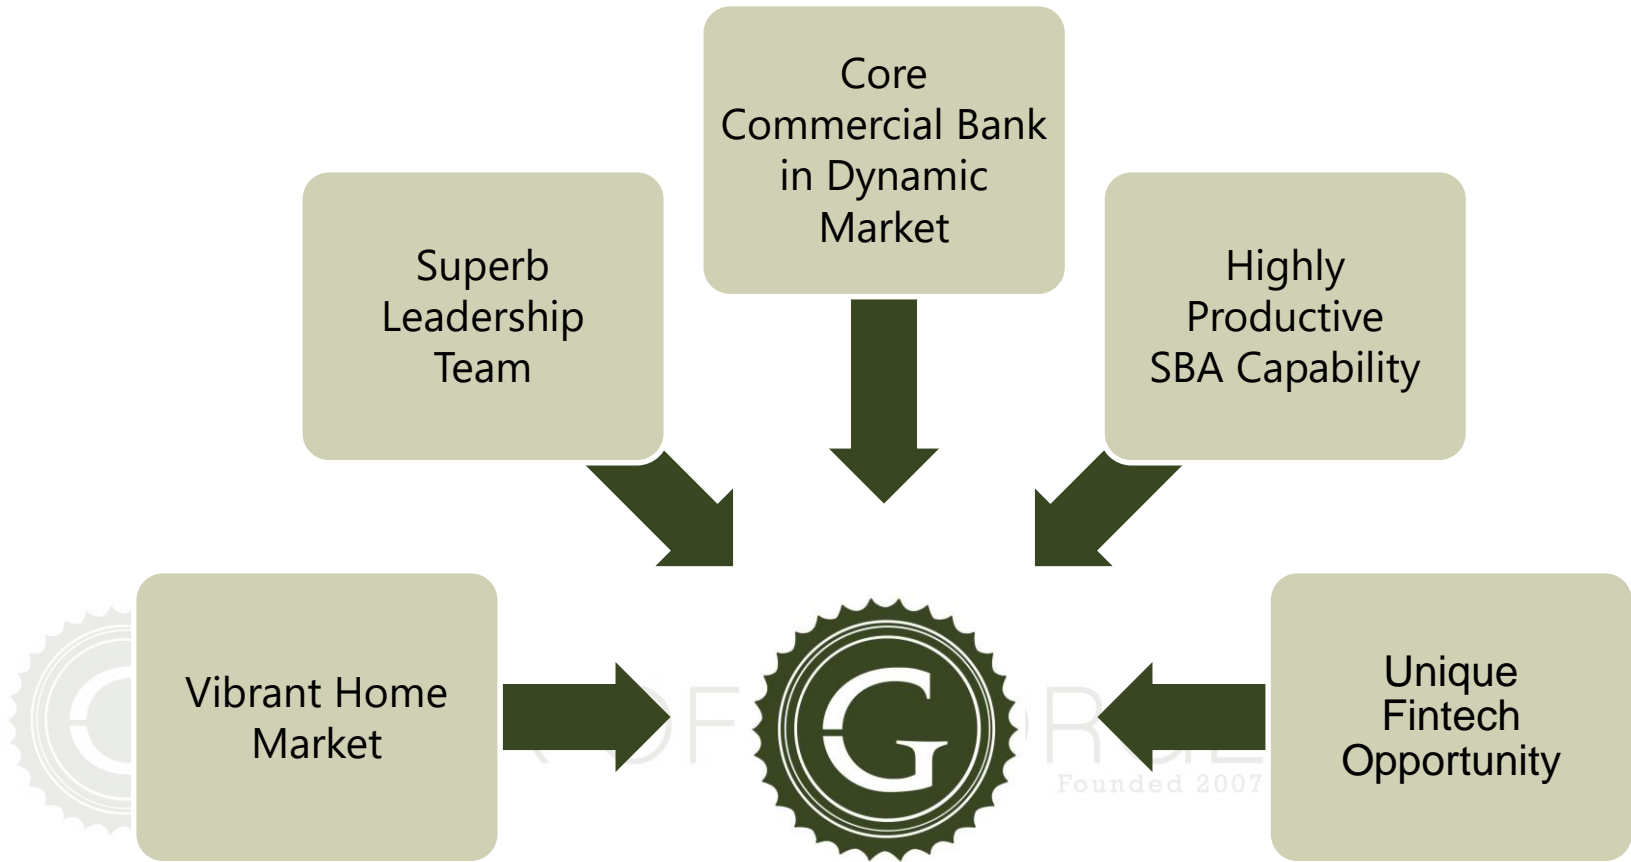 Core
Commercial Bank
in Dynamic
Market
Superb
Leadership
Team
Highly
Productive
SBA Capability
Vibrant Home
Market
G
OF
Founded 2007
Unique
Fintech
Opportunity